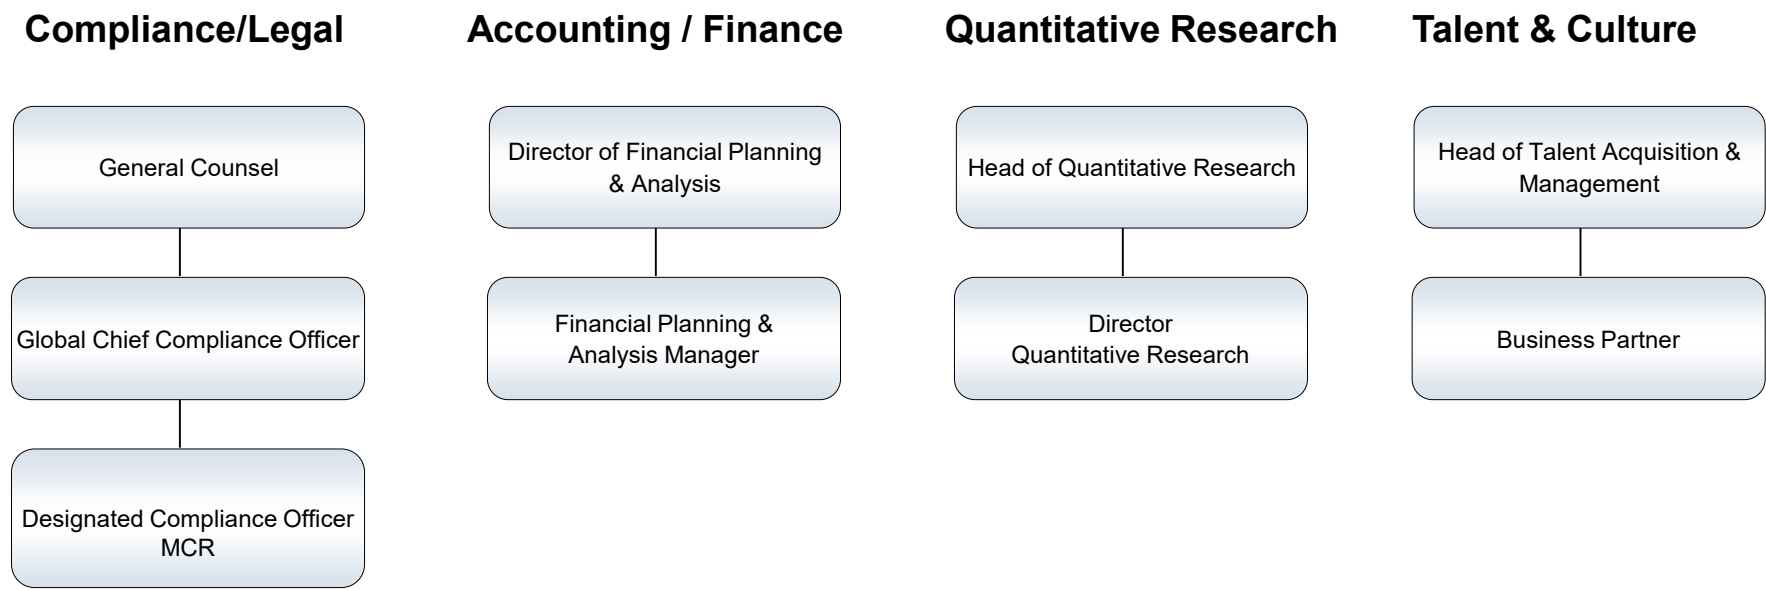 Compliance/Legal
Accounting / Finance
Quantitative Research
Talent & Culture
General Counsel
Director of Financial Planning
& Analysis
Head of Quantitative Research
Head of Talent Acquisition &
Management
Global Chief Compliance Officer
Financial Planning &
Analysis Manager
Director
Quantitative Research
Business Partner
Designated Compliance Officer
MCR